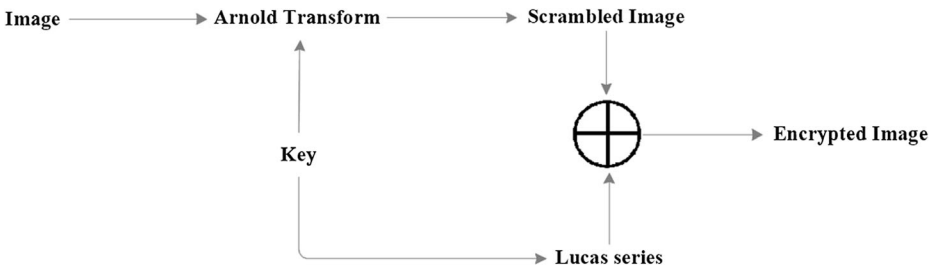 Image
Arnold Transform
Scrambled Image
Encrypted Image
Key
Lucas series